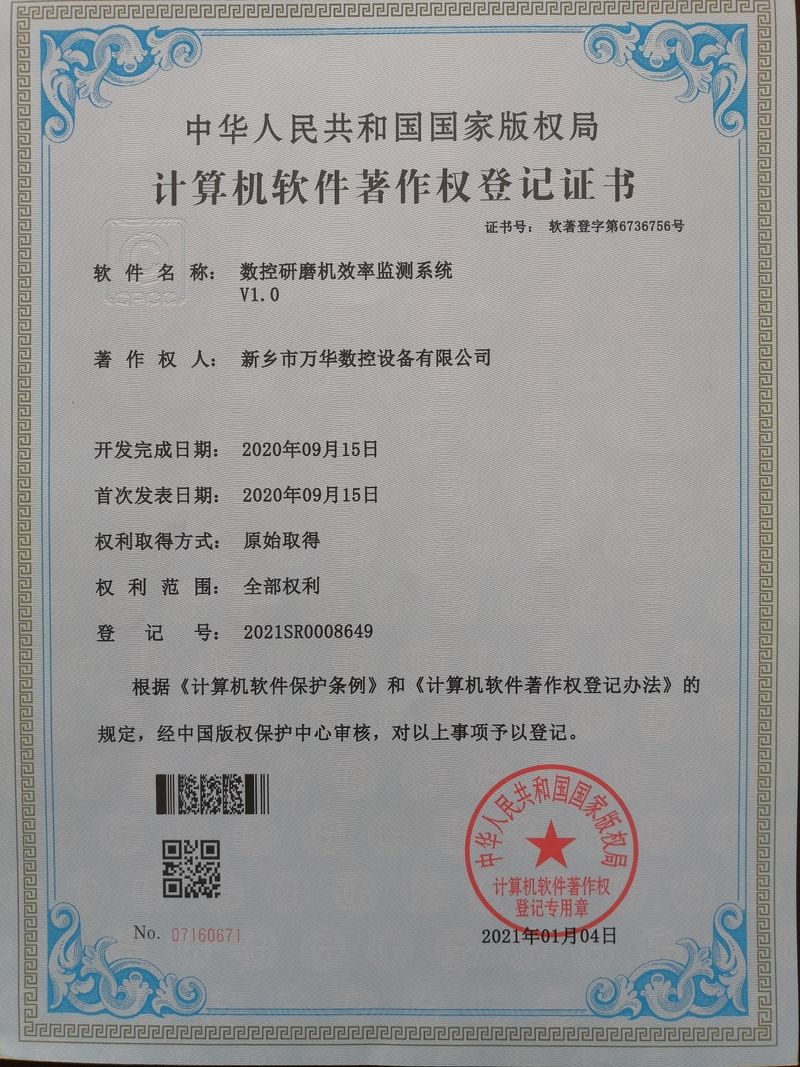 中华人民共和国国家版权局
计算机软件著作权登记证书
证书号： 软著登字第6736756号
软件名称： 数控研磨机效率监测系统
V1.0
著作权人： 新乡市万华数控设备有限公司
开发完成日期： 2020年09月15日
首次发表日期： 2020年09月15日
权利取得方式： 原始取得
权利范围： 全部权利
登记号： 2021SR0008649
根据《计算机软件保护条例》和《计算机软件著作权登记办法》的
规定，经中国版权保护中心审核，对以上事项予以登记。
中华人民共和国国家版权局
计算机软件著作权
登记专用章
No. 07160671
2021年01月04日